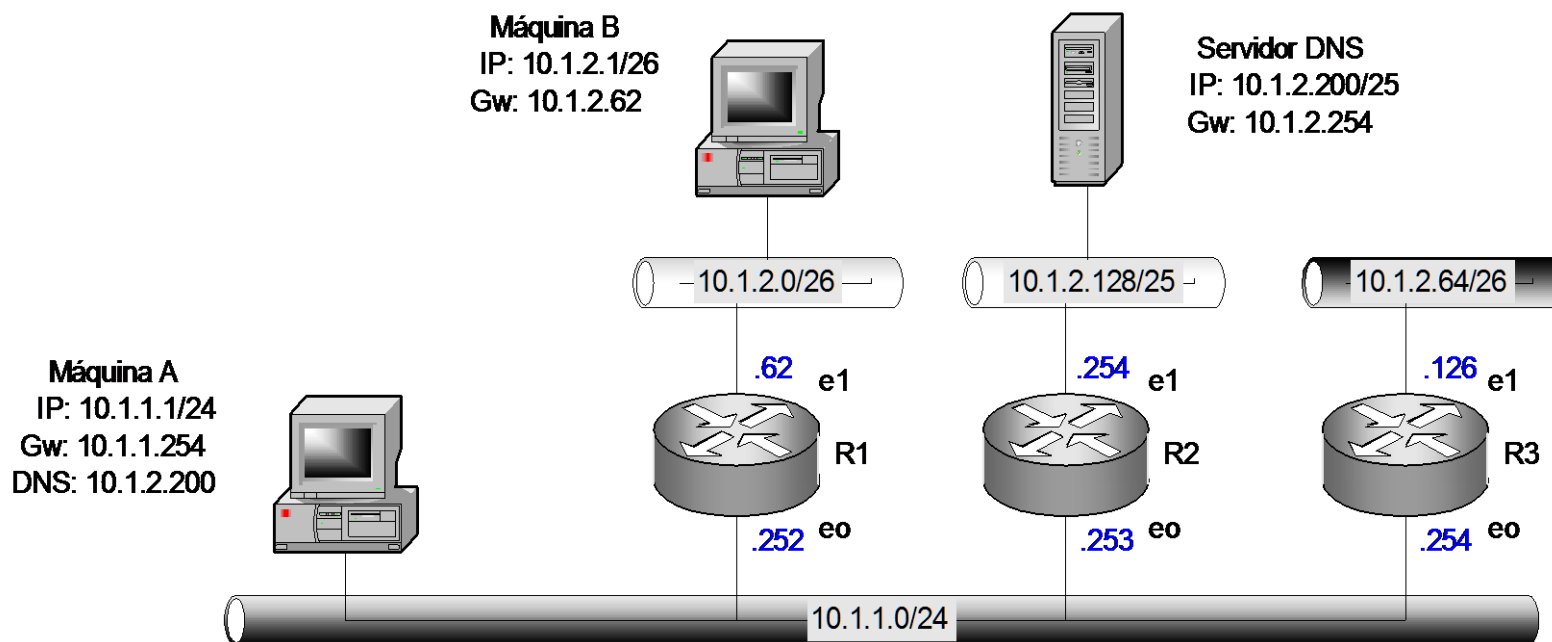 Máquina B
IP: 10.1.2.1/26
Gw: 10.1.2.62
Servidor DNS
IP: 10.1.2.200/25
Gw: 10.1.2.254
10.1.2.0/26
10.1.2.128/25
10.1.2.64/26
Máquina A
IP: 10.1.1.1/24
Gw: 10.1.1.254
DNS: 10.1.2.200
.62
e1
R1
.252
eo
.254
e1
R2
.253
eo
.126
e1
R3
.254
eo
10.1.1.0/24